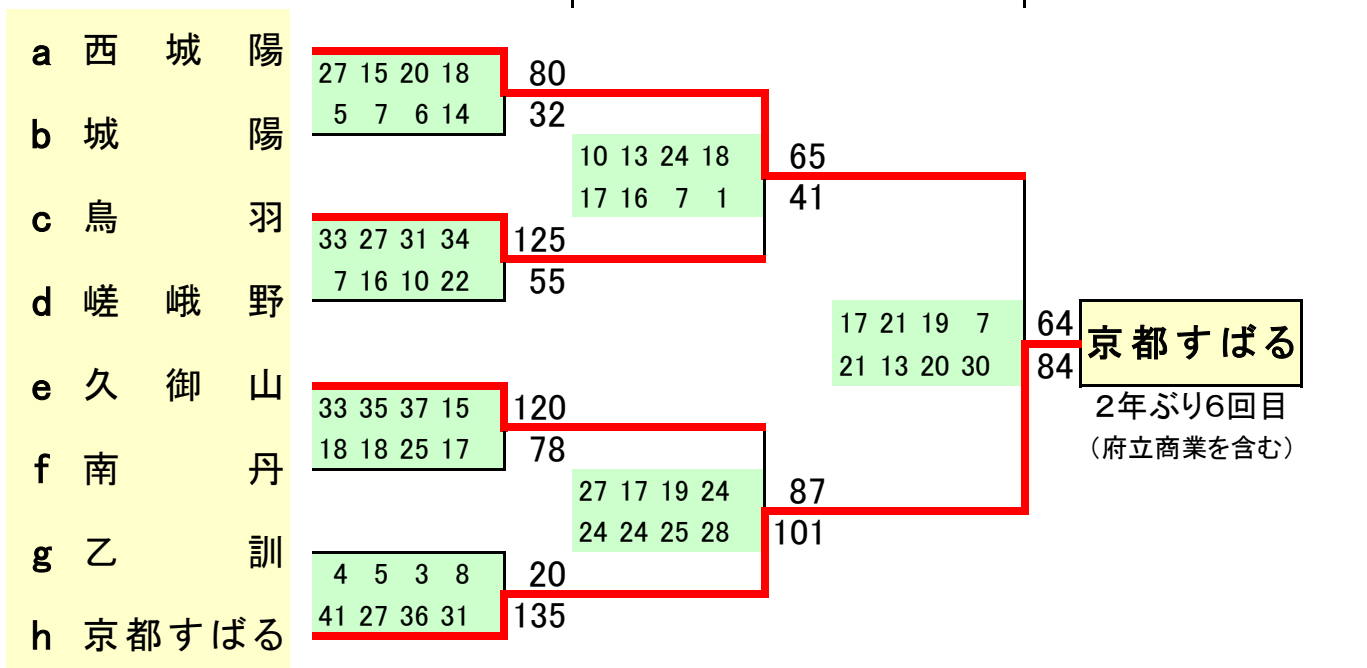 a 西城陽
27 15 20 18 80
5 7 6 14 32
b 城陽
10 13 24 18 65
17 16 7 1 41
c 鳥羽
33 27 31 34 125
7 16 10 22 55
d 嵯峨野
17 21 19 7 64
21 13 20 30 84
京都すばる
2年ぶり6回目
（府立商業を含む）
e 久御山
33 35 37 15 120
18 18 25 17 78
f 南丹
27 17 19 24 87
24 24 25 28 101
g 乙訓
4 5 3 8 20
41 27 36 31 135
h 京都すばる